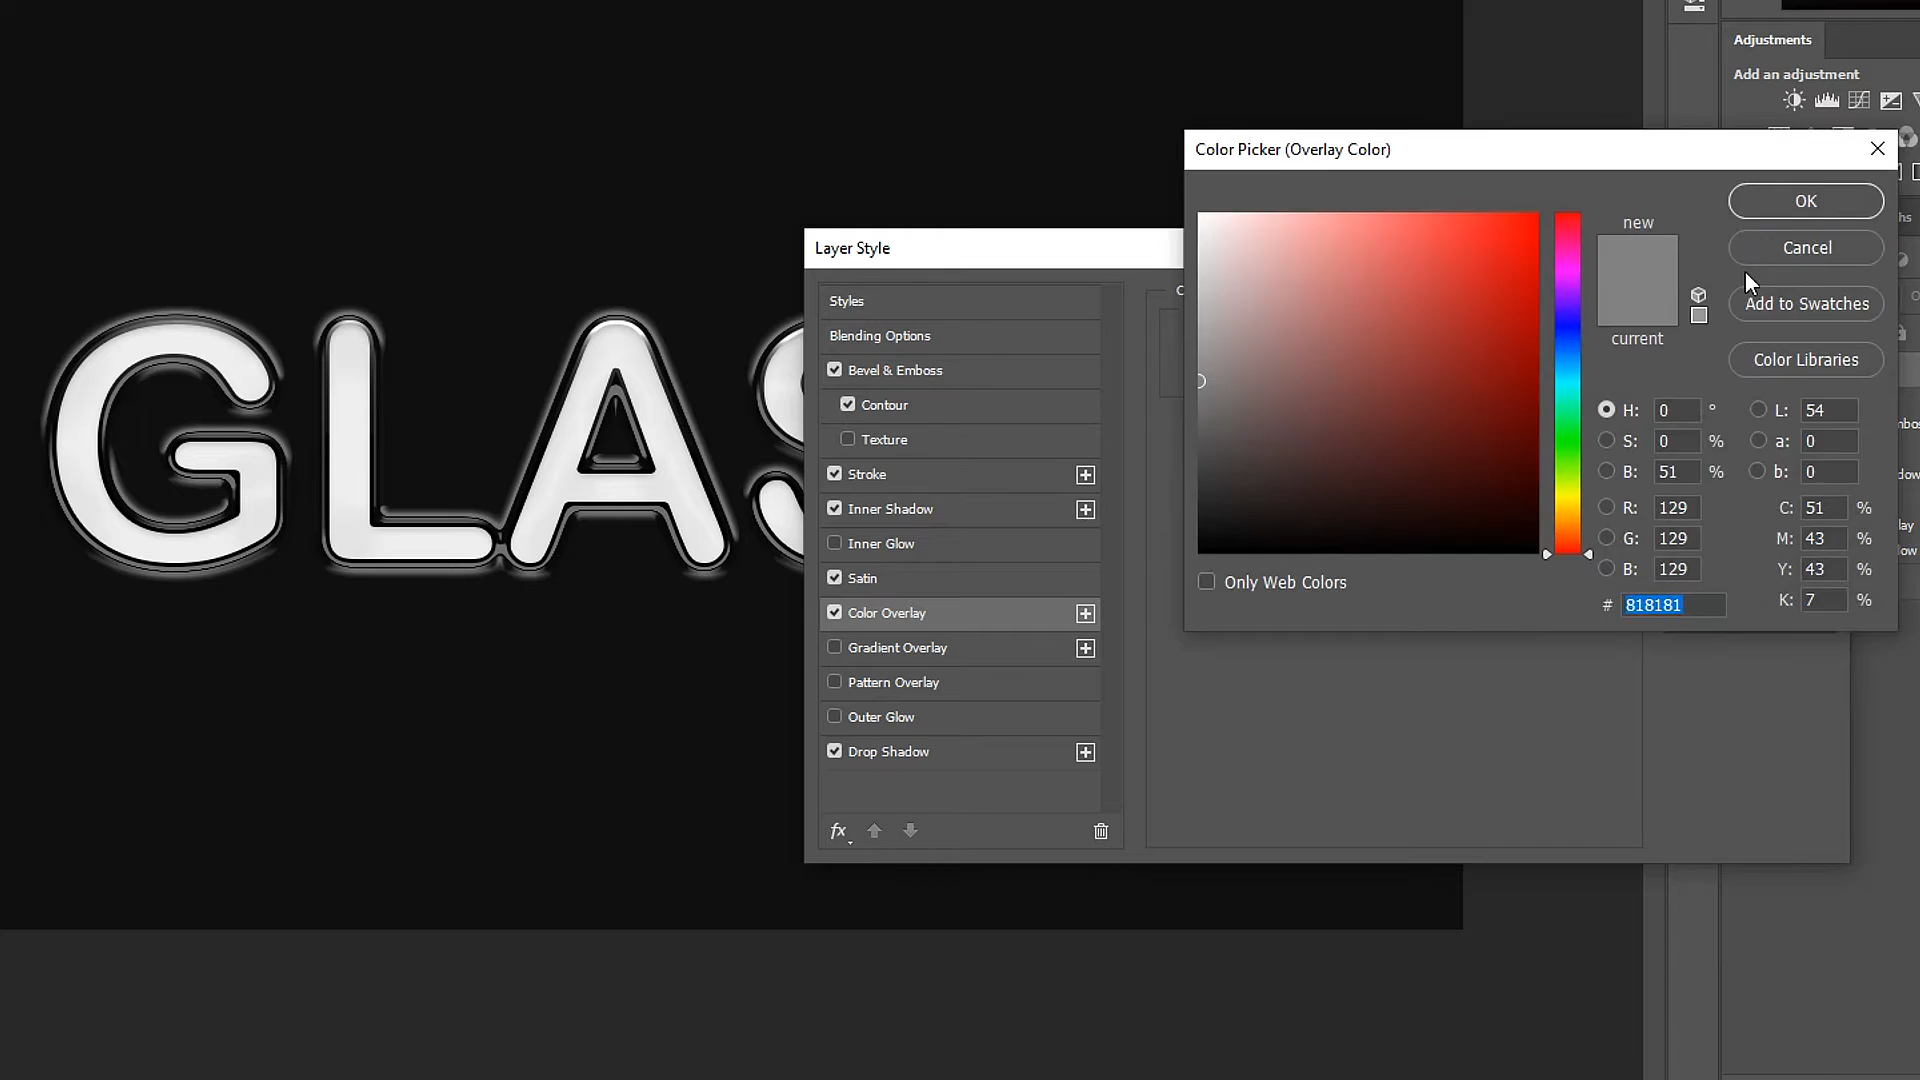 Adjustments
Add an adjustment
Color Picker (Overlay Color)
OK
new
Cancel
Add to Swatches
current
Color Libraries
H: 0 °
L: 54
S: 0 %
a: 0
B: 51 %
b: 0
R: 129
C: 51 %
G: 129
M: 43 %
B: 129
Y: 43 %
# 818181
K: 7 %
Only Web Colors
Layer Style
Styles
Blending Options
Bevel & Emboss
Contour
Texture
Stroke
Inner Shadow
Inner Glow
Satin
Color Overlay
Gradient Overlay
Pattern Overlay
Outer Glow
Drop Shadow
fx
GLAS